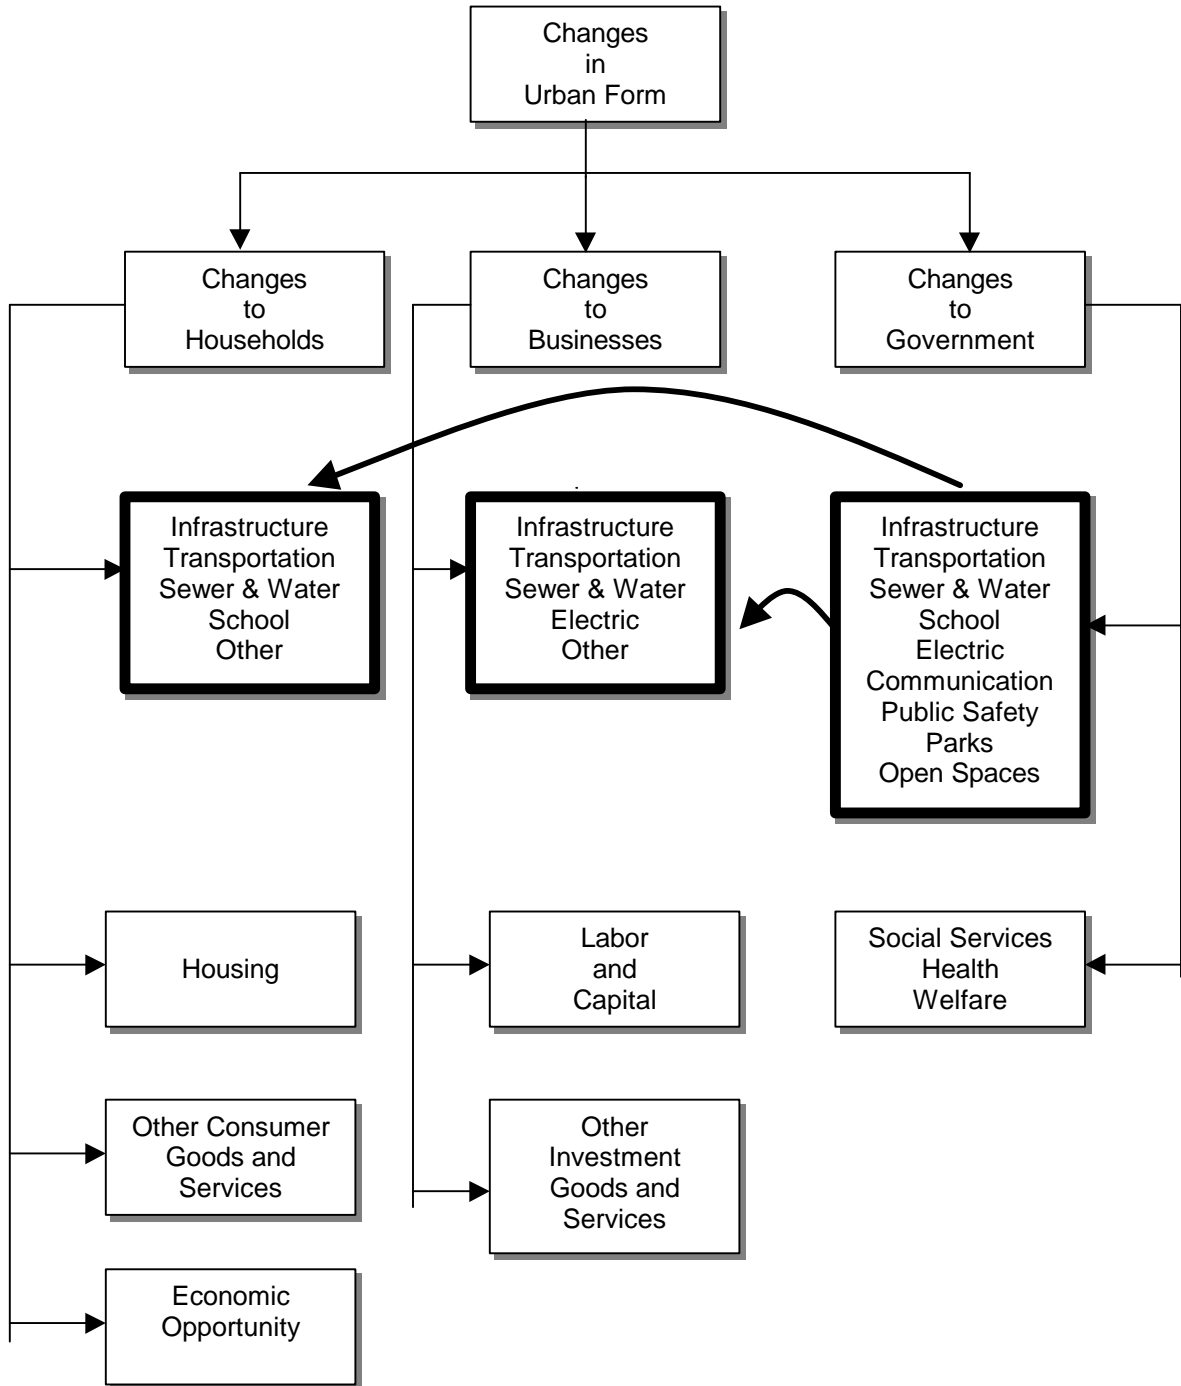 Changes
in
Urban Form
Changes
to
Households
Changes
to
Businesses
Changes
to
Government
Infrastructure
Transportation
Sewer & Water
School
Other
Infrastructure
Transportation
Sewer & Water
Electric
Other
Infrastructure
Transportation
Sewer & Water
School
Electric
Communication
Public Safety
Parks
Open Spaces
Housing
Labor
and
Capital
Social Services
Health
Welfare
Other Consumer
Goods and
Services
Other
Investment
Goods and
Services
Economic
Opportunity